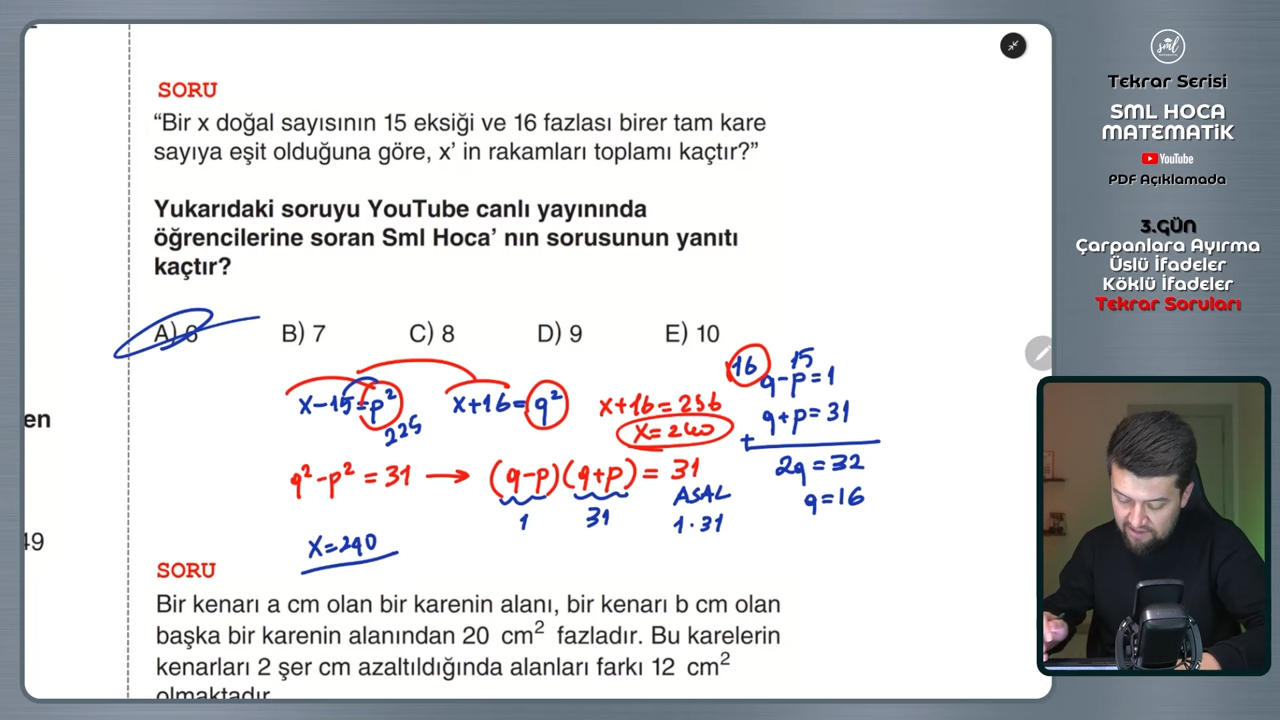 SORU
“Bir x doğal sayısının 15 eksiği ve 16 fazlası birer tam kare
sayıya eşit olduğuna göre, x’ in rakamları toplamı kaçtır?”
Yukarıdaki soruyu YouTube canlı yayınında
öğrencilerine soran Sml Hoca’ nın sorusunun yanıtı
kaçtır?
A) 6 B) 7 C) 8 D) 9 E) 10
x-15=p² x+16=q²
225
x+16=256
x=240
16 15
q-p=1
q+p=31
+
2q=32
q=16
q²-p²=31 → (q-p)(q+p)=31
1 31
ASAL
1·31
x=240
en
49
SORU
Bir kenarı a cm olan bir karenin alanı, bir kenarı b cm olan
başka bir karenin alanından 20 cm² fazladır. Bu karelerin
kenarları 2 şer cm azaltıldığında alanları farkı 12 cm²
olmaktadır
sml
Tekrar Serisi
SML HOCA
MATEMATİK
YouTube
PDF Açıklamada
3.GÜN
Çarpanlara Ayırma
Üslü İfadeler
Köklü İfadeler
Tekrar Soruları